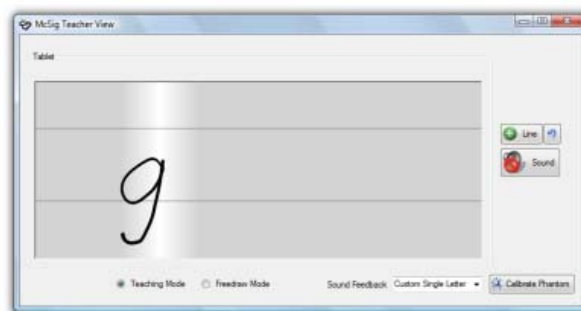 McSig Teacher View
Tablet
g
Line
Sound
Teaching Mode
Freedraw Mode
Sound Feedback
Custom Single Letter
Calibrate Phantom